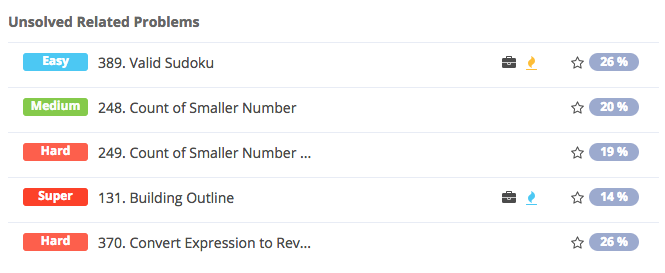 Unsolved Related Problems
Easy 389. Valid Sudoku 26 %
Medium 248. Count of Smaller Number 20 %
Hard 249. Count of Smaller Number ... 19 %
Super 131. Building Outline 14 %
Hard 370. Convert Expression to Rev... 26 %